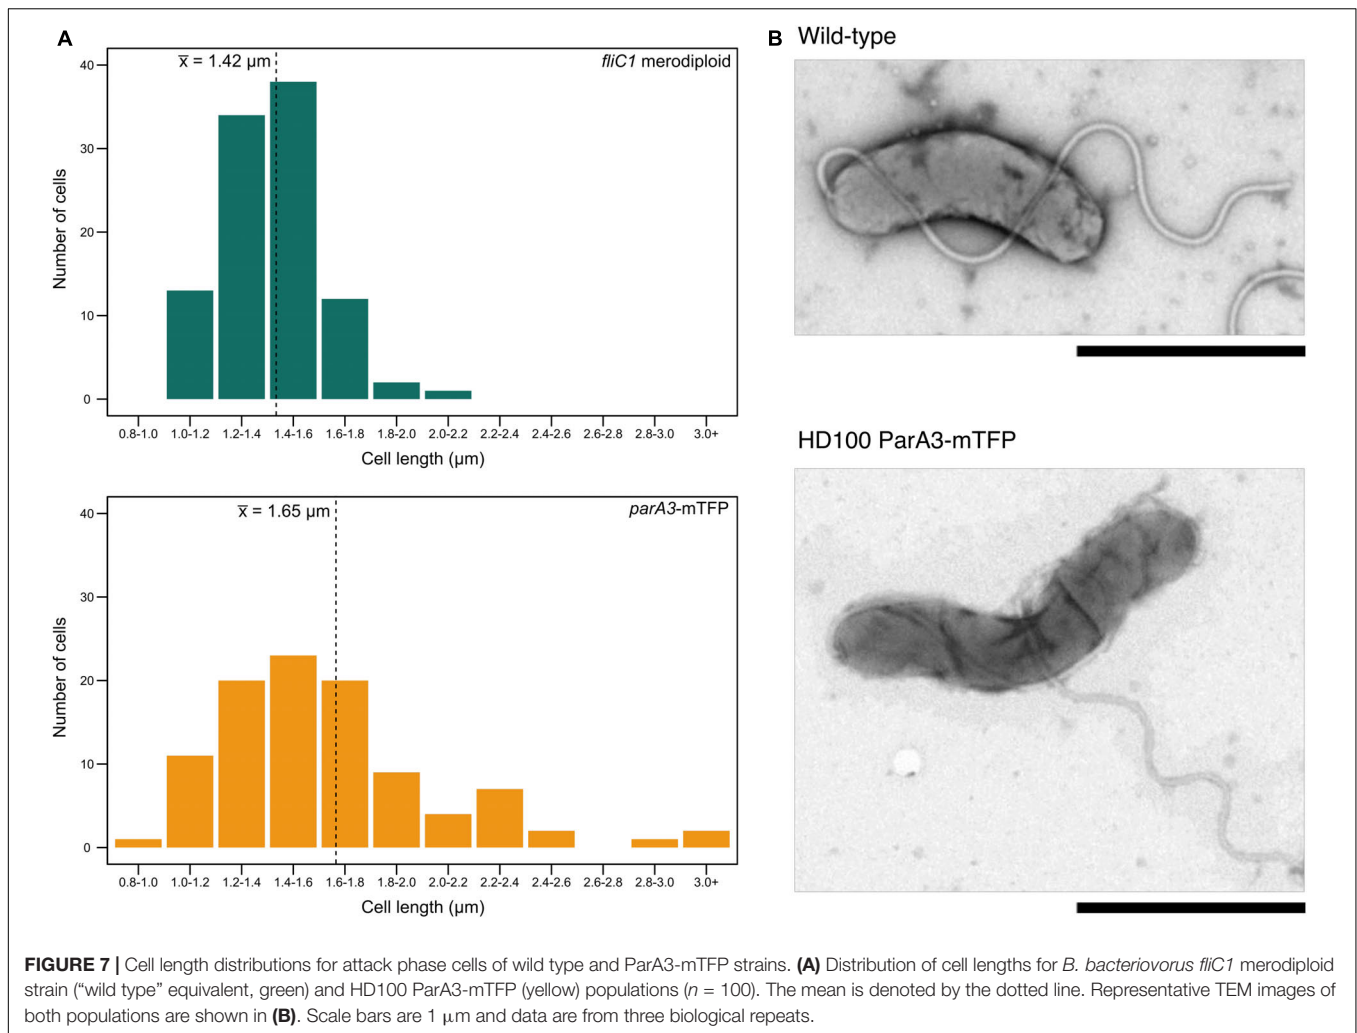 A
x̅ = 1.42 µm
fliC1 merodiploid
40
30
20
10
0
Number of cells
0.8-1.0 1.0-1.2 1.2-1.4 1.4-1.6 1.6-1.8 1.8-2.0 2.0-2.2 2.2-2.4 2.4-2.6 2.6-2.8 2.8-3.0 3.0+
Cell length (µm)
x̅ = 1.65 µm
parA3-mTFP
40
30
20
10
0
Number of cells
0.8-1.0 1.0-1.2 1.2-1.4 1.4-1.6 1.6-1.8 1.8-2.0 2.0-2.2 2.2-2.4 2.4-2.6 2.6-2.8 2.8-3.0 3.0+
Cell length (µm)
B Wild-type
HD100 ParA3-mTFP
FIGURE 7 | Cell length distributions for attack phase cells of wild type and ParA3-mTFP strains. (A) Distribution of cell lengths for B. bacteriovorus fliC1 merodiploid
strain (“wild type” equivalent, green) and HD100 ParA3-mTFP (yellow) populations (n = 100). The mean is denoted by the dotted line. Representative TEM images of
both populations are shown in (B). Scale bars are 1 µm and data are from three biological repeats.